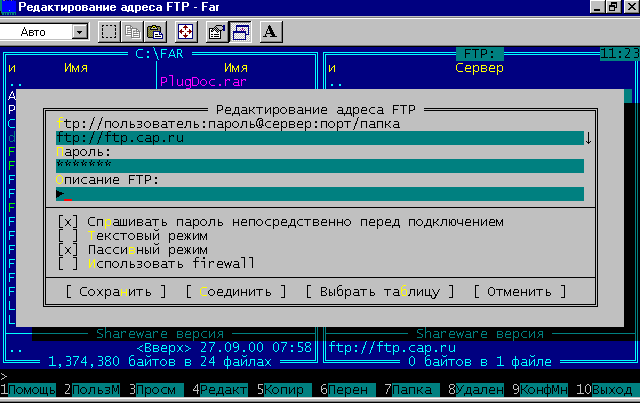 Редактирование адреса FTP - Far
Авто A
C:\FAR FTP: 11:23
и Имя Имя и Сервер
.. PlugDoc.rar ..
Редактирование адреса FTP
ftp://пользователь:пароль@сервер:порт/папка
ftp://ftp.cap.ru ↓
Пароль:
*******
Описание FTP:
►
[x] Спрашивать пароль непосредственно перед подключением
[ ] Текстовый режим
[x] Пассивный режим
[ ] Использовать firewall
[ Сохранить ] [ Соединить ] [ Выбрать таблицу ] [ Отменить ]
Shareware версия Shareware версия
.. <Вверх> 27.09.00 07:58 ftp://ftp.cap.ru
1,374,380 байтов в 24 файлах 0 байтов в 1 файле
>
1Помощь 2ПользМ 3Просм 4Редакт 5Копир 6Перен 7Папка 8Удален 9КонфМн 10Выход